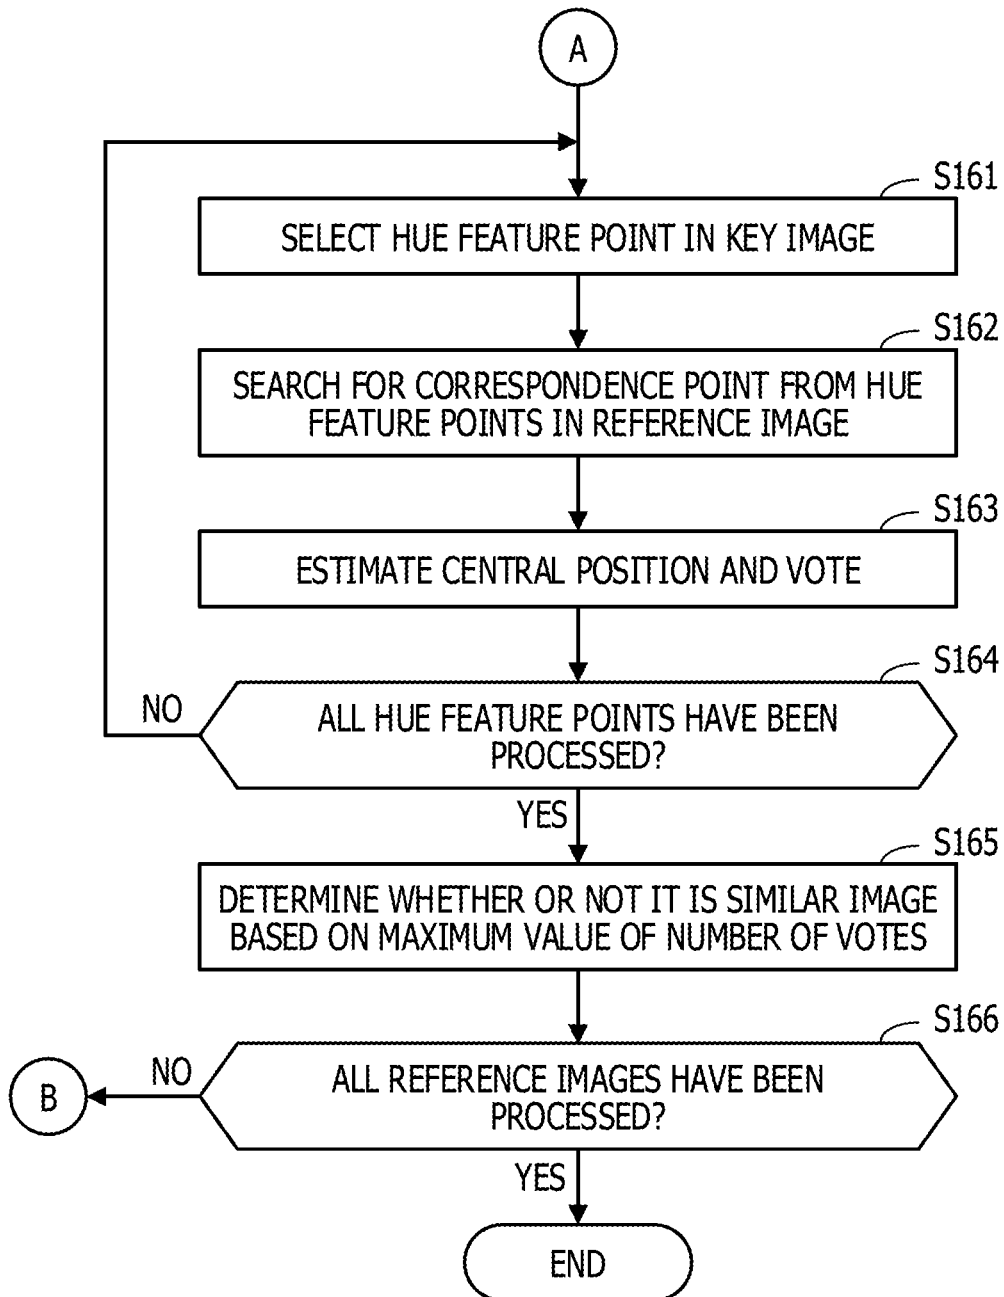 A
S161
SELECT HUE FEATURE POINT IN KEY IMAGE
S162
SEARCH FOR CORRESPONDENCE POINT FROM HUE
FEATURE POINTS IN REFERENCE IMAGE
S163
ESTIMATE CENTRAL POSITION AND VOTE
S164
NO
ALL HUE FEATURE POINTS HAVE BEEN
PROCESSED?
YES
S165
DETERMINE WHETHER OR NOT IT IS SIMILAR IMAGE
BASED ON MAXIMUM VALUE OF NUMBER OF VOTES
S166
B
NO
ALL REFERENCE IMAGES HAVE BEEN
PROCESSED?
YES
END